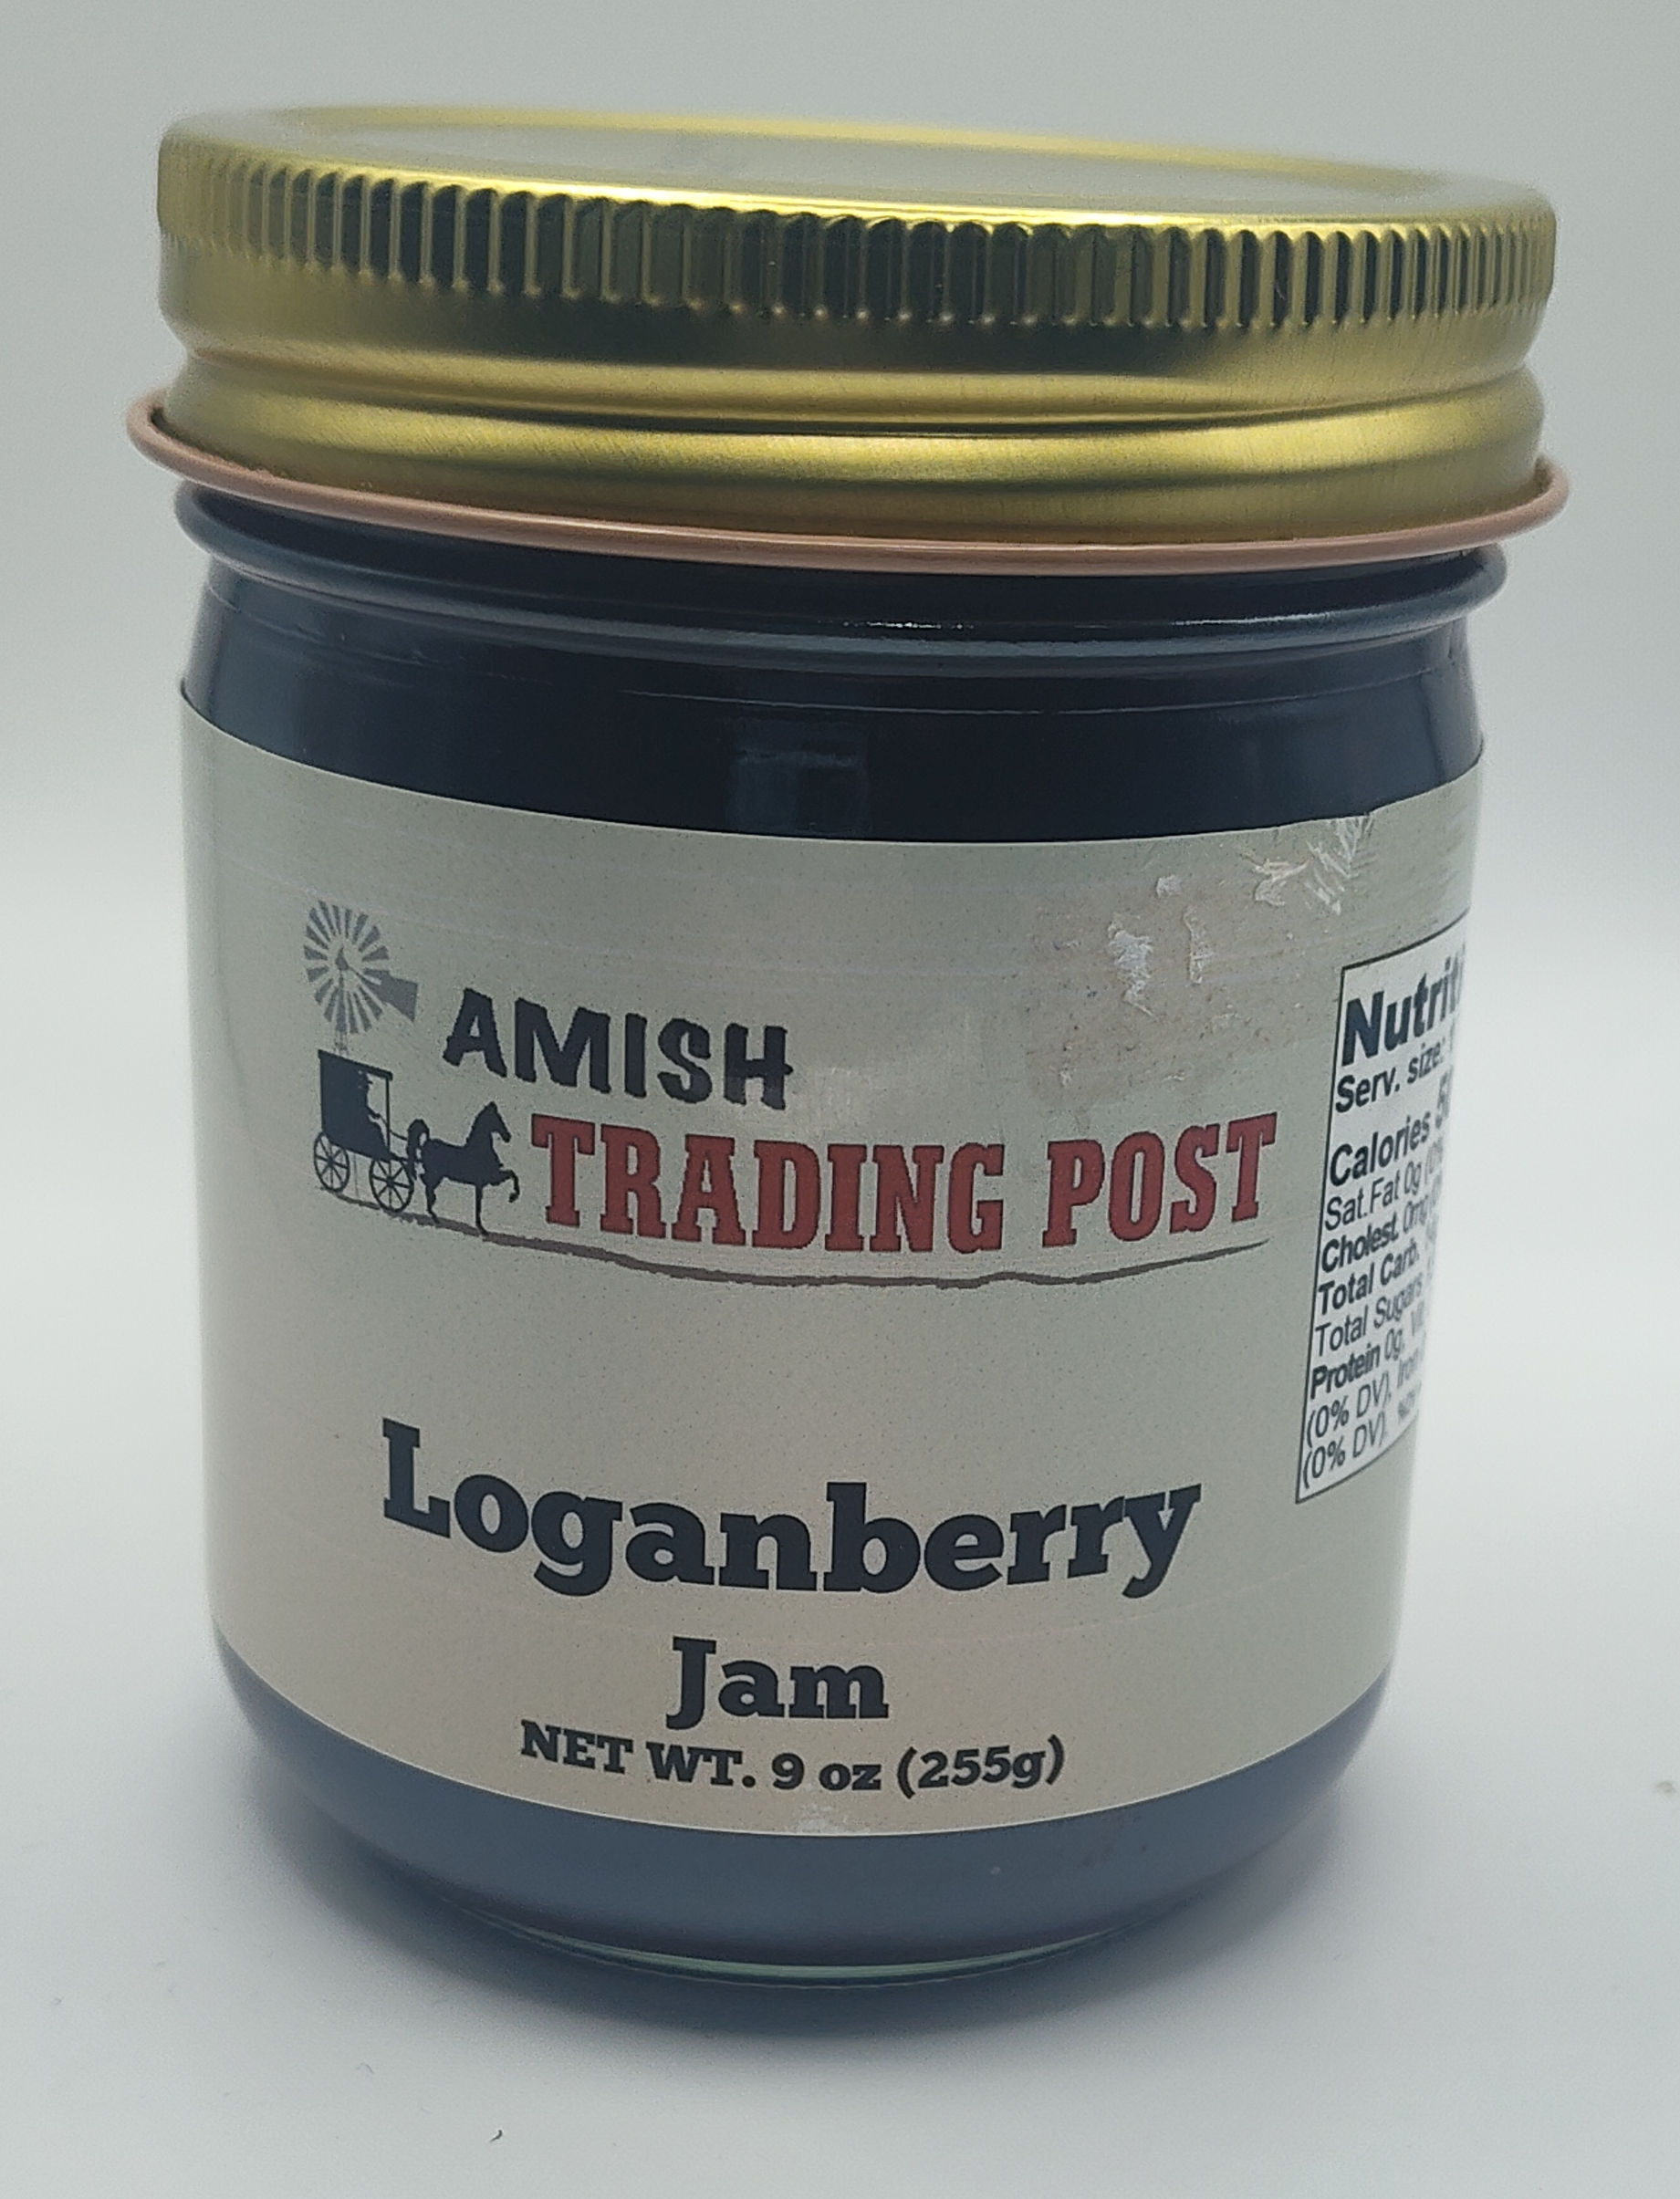 AMISH
TRADING POST
Loganberry
Jam
NET WT. 9 oz (255g)
Serv. size:
Calories
Sat.Fat 0g
Cholest. 0mg
Total Carb.
Total Sugars
Protein 0g,
(0% DV),
(0% DV).